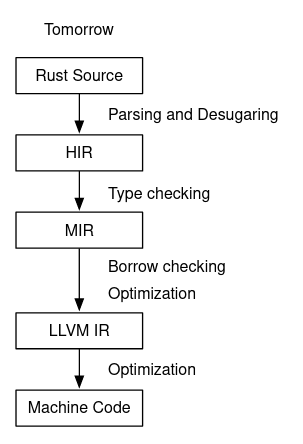 Tomorrow
Rust Source
Parsing and Desugaring
HIR
Type checking
MIR
Borrow checking
Optimization
LLVM IR
Optimization
Machine Code